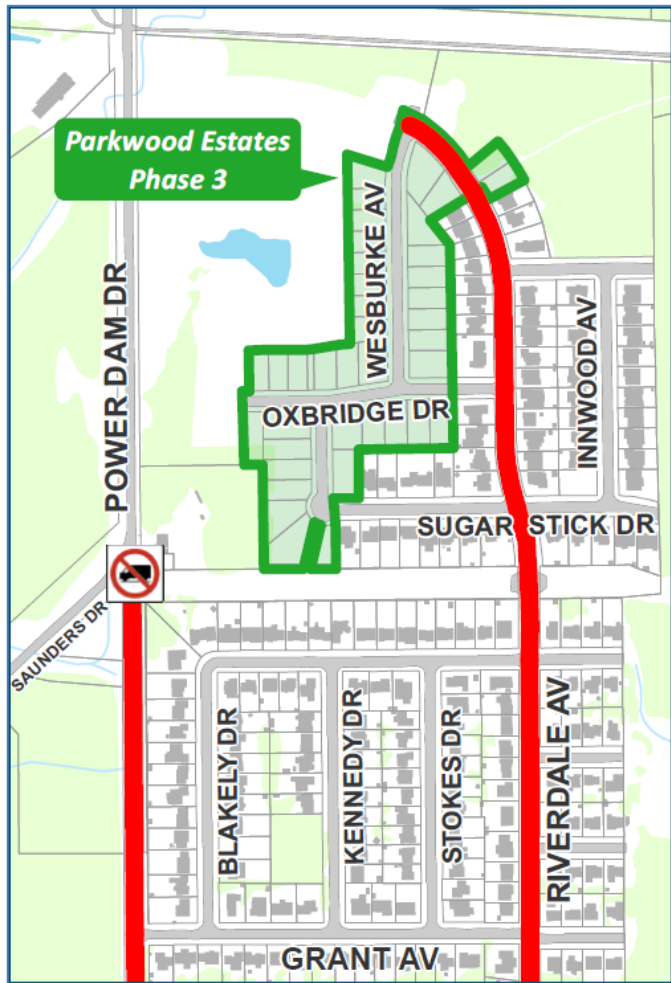 Parkwood Estates
Phase 3
WESBURKE AV
POWER DAM DR
INNWOOD AV
OXBRIDGE DR
SUGAR STICK DR
SAUNDERS DR
BLAKELY DR
KENNEDY DR
STOKES DR
RIVERDALE AV
GRANT AV